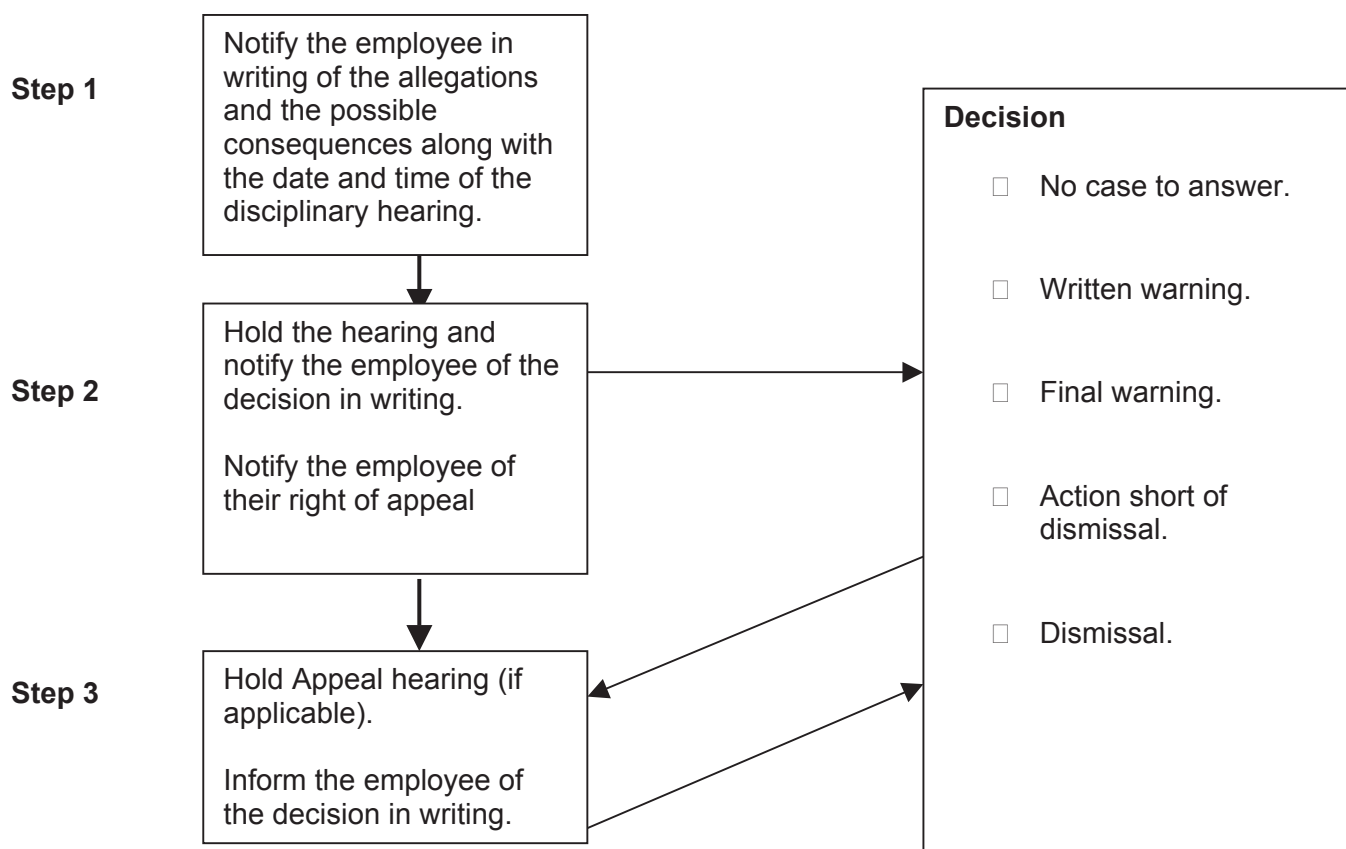 Step 1
Notify the employee in
writing of the allegations
and the possible
consequences along with
the date and time of the
disciplinary hearing.
Step 2
Hold the hearing and
notify the employee of the
decision in writing.
Notify the employee of
their right of appeal
Step 3
Hold Appeal hearing (if
applicable).
Inform the employee of
the decision in writing.
Decision
No case to answer.
Written warning.
Final warning.
Action short of
dismissal.
Dismissal.